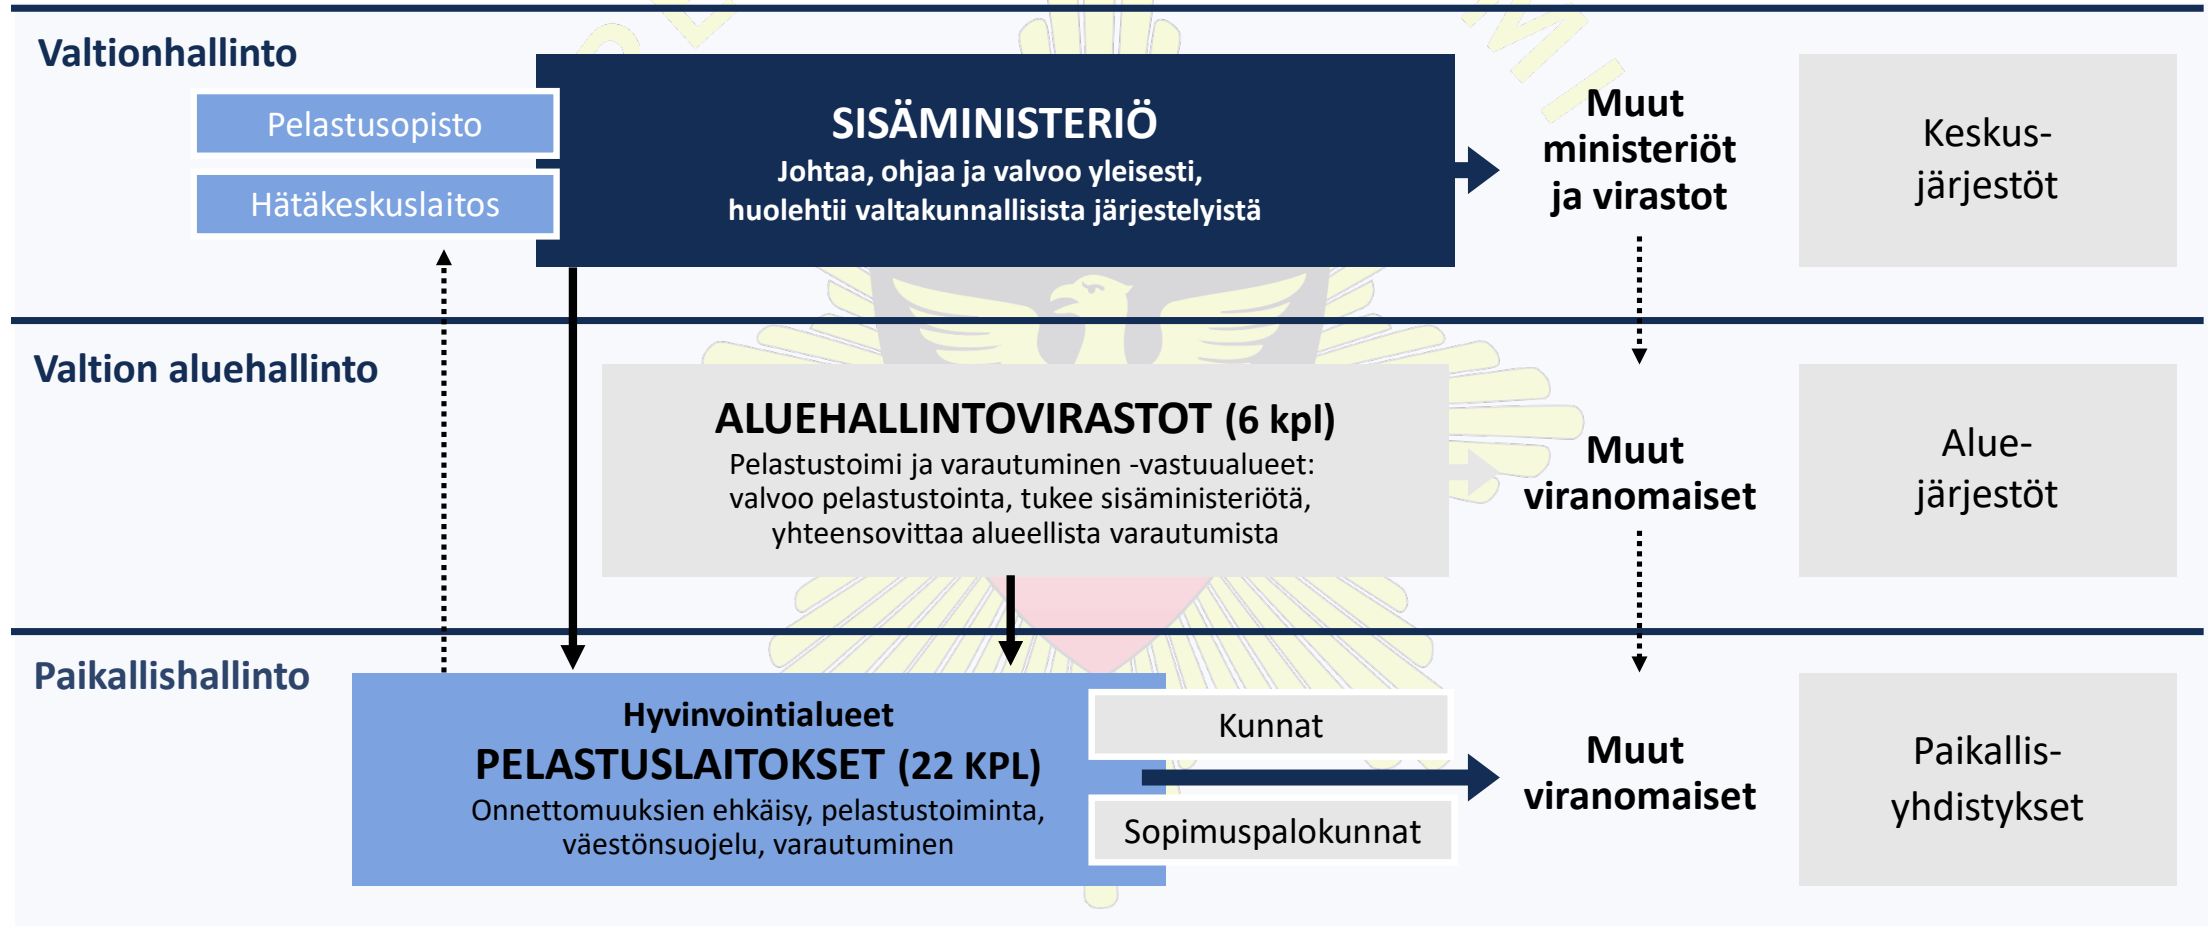 Valtionhallinto
Pelastusopisto
Hätäkeskuslaitos
SISÄMINISTERIÖ
Johtaa, ohjaa ja valvoo yleisesti,
huolehtii valtakunnallisista järjestelyistä
Muut
ministeriöt
ja virastot
Keskus-
järjestöt
Valtion aluehallinto
ALUEHALLINTOVIRASTOT (6 kpl)
Pelastustoimi ja varautuminen -vastuualueet:
valvoo pelastustointa, tukee sisäministeriötä,
yhteensovittaa alueellista varautumista
Muut
viranomaiset
Alue-
järjestöt
Paikallishallinto
Hyvinvointialueet
PELASTUSLAITOKSET (22 KPL)
Onnettomuuksien ehkäisy, pelastustoiminta,
väestönsuojelu, varautuminen
Kunnat
Sopimuspalokunnat
Muut
viranomaiset
Paikallis-
yhdistykset